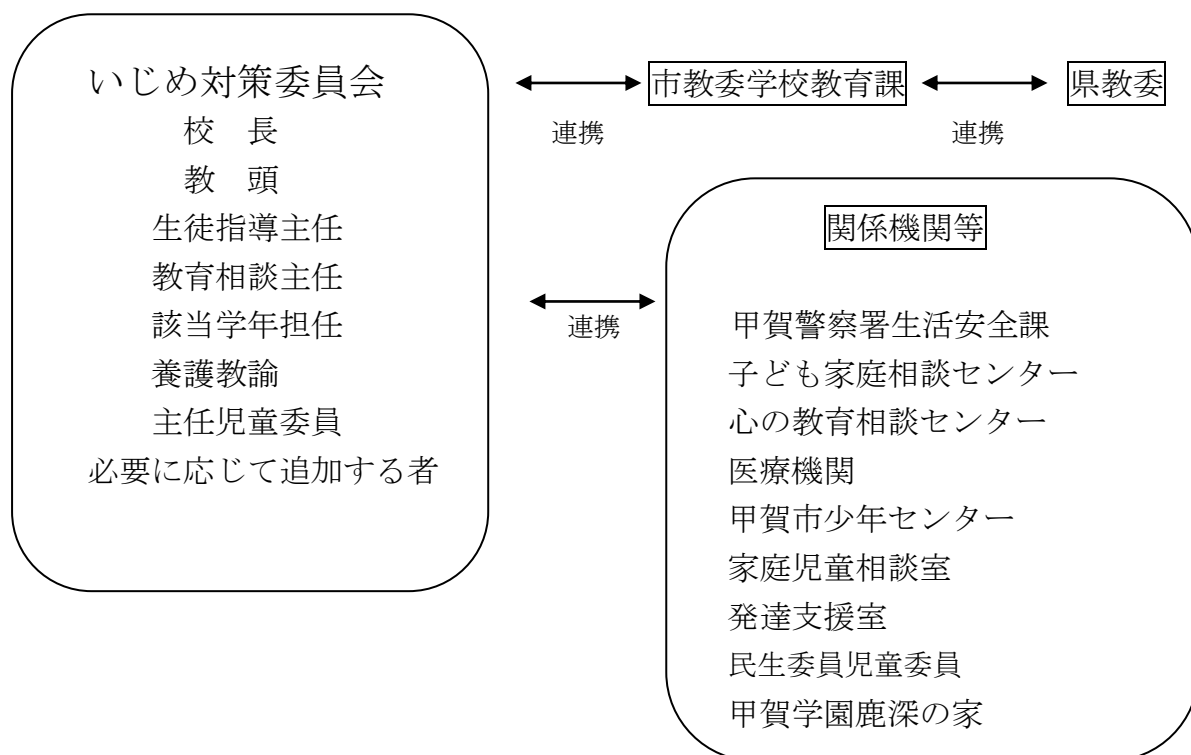 いじめ対策委員会
校　長
教　頭
生徒指導主任
教育相談主任
該当学年担任
養護教諭
主任児童委員
必要に応じて追加する者
市教委学校教育課
県教委
連携
連携
連携
関係機関等
甲賀警察署生活安全課
子ども家庭相談センター
心の教育相談センター
医療機関
甲賀市少年センター
家庭児童相談室
発達支援室
民生委員児童委員
甲賀学園鹿深の家